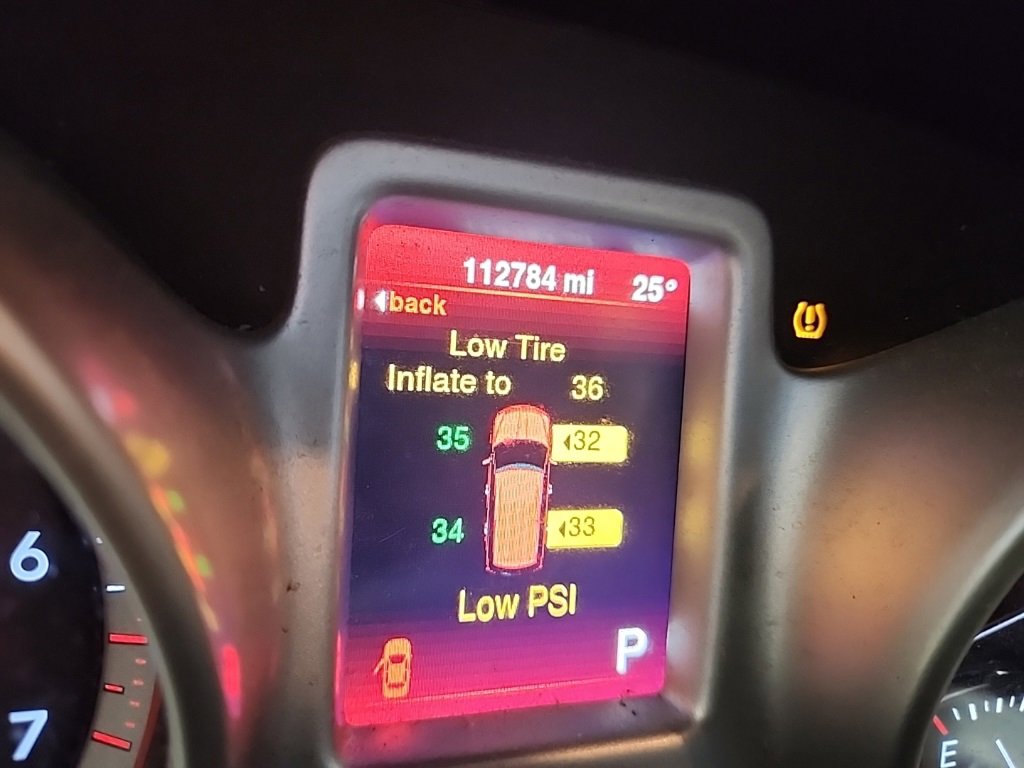 112784 mi 25°
back
Low Tire
Inflate to 36
35 32
34 33
Low PSI
P
6
7
E